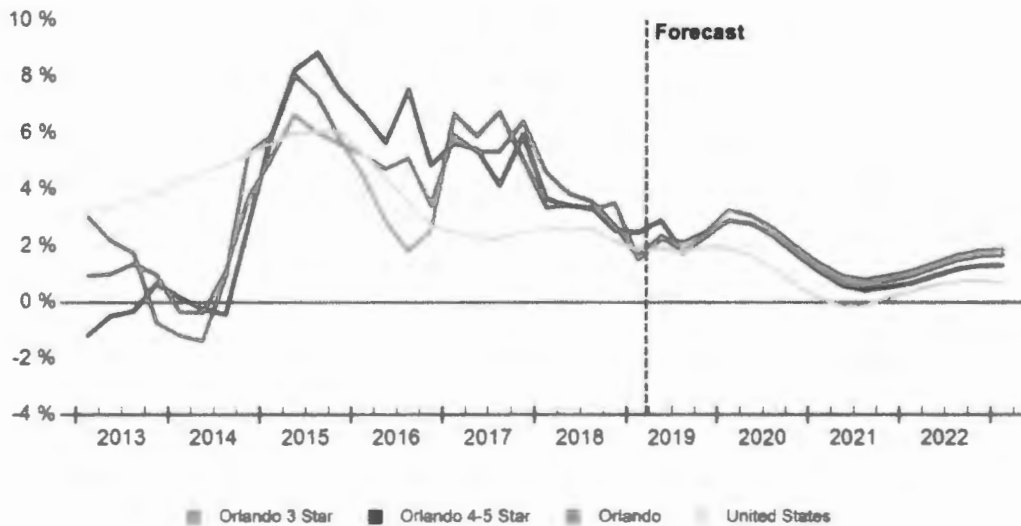 10 %
Forecast
8 %
6 %
4 %
2 %
0 %
-2 %
-4 %
2013 2014 2015 2016 2017 2018 2019 2020 2021 2022
Orlando 3 Star Orlando 4-5 Star Orlando United States